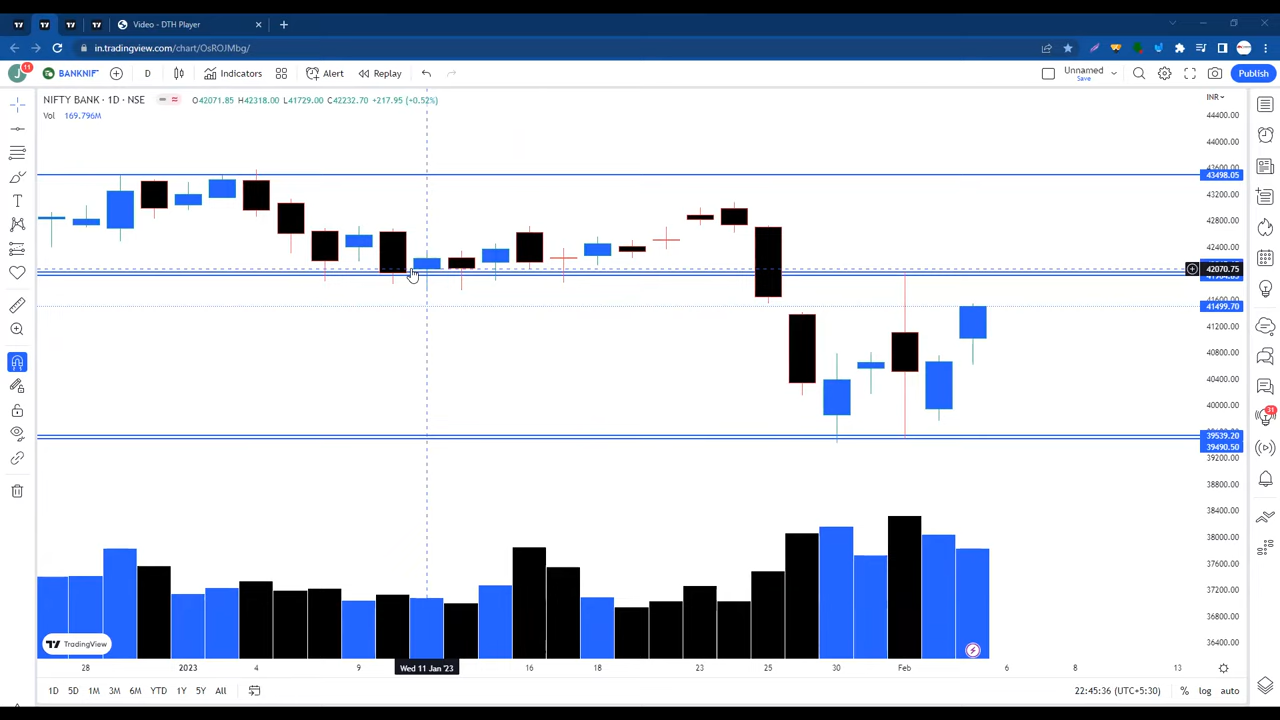 Video - DTH Player
in.tradingview.com/chart/OsROJMbg/
J
11
BANKNIF
D
Indicators
Alert
Replay
Unnamed
Save
Publish
NIFTY BANK · 1D · NSE
O42071.85 H42318.00 L41729.00 C42232.70 +217.95 (+0.52%)
INR
Vol 169.796M
44400.00
44000.00
43498.05
43200.00
42800.00
42400.00
42070.75
41600.00
41499.70
41200.00
40800.00
40400.00
40000.00
39539.20
39490.50
39200.00
38800.00
38400.00
38000.00
37600.00
37200.00
36800.00
36400.00
31
TradingView
28
2023
4
9
Wed 11 Jan '23
16
18
23
25
30
Feb
6
8
13
1D 5D 1M 3M 6M YTD 1Y 5Y All
22:45:36 (UTC+5:30)
% log auto